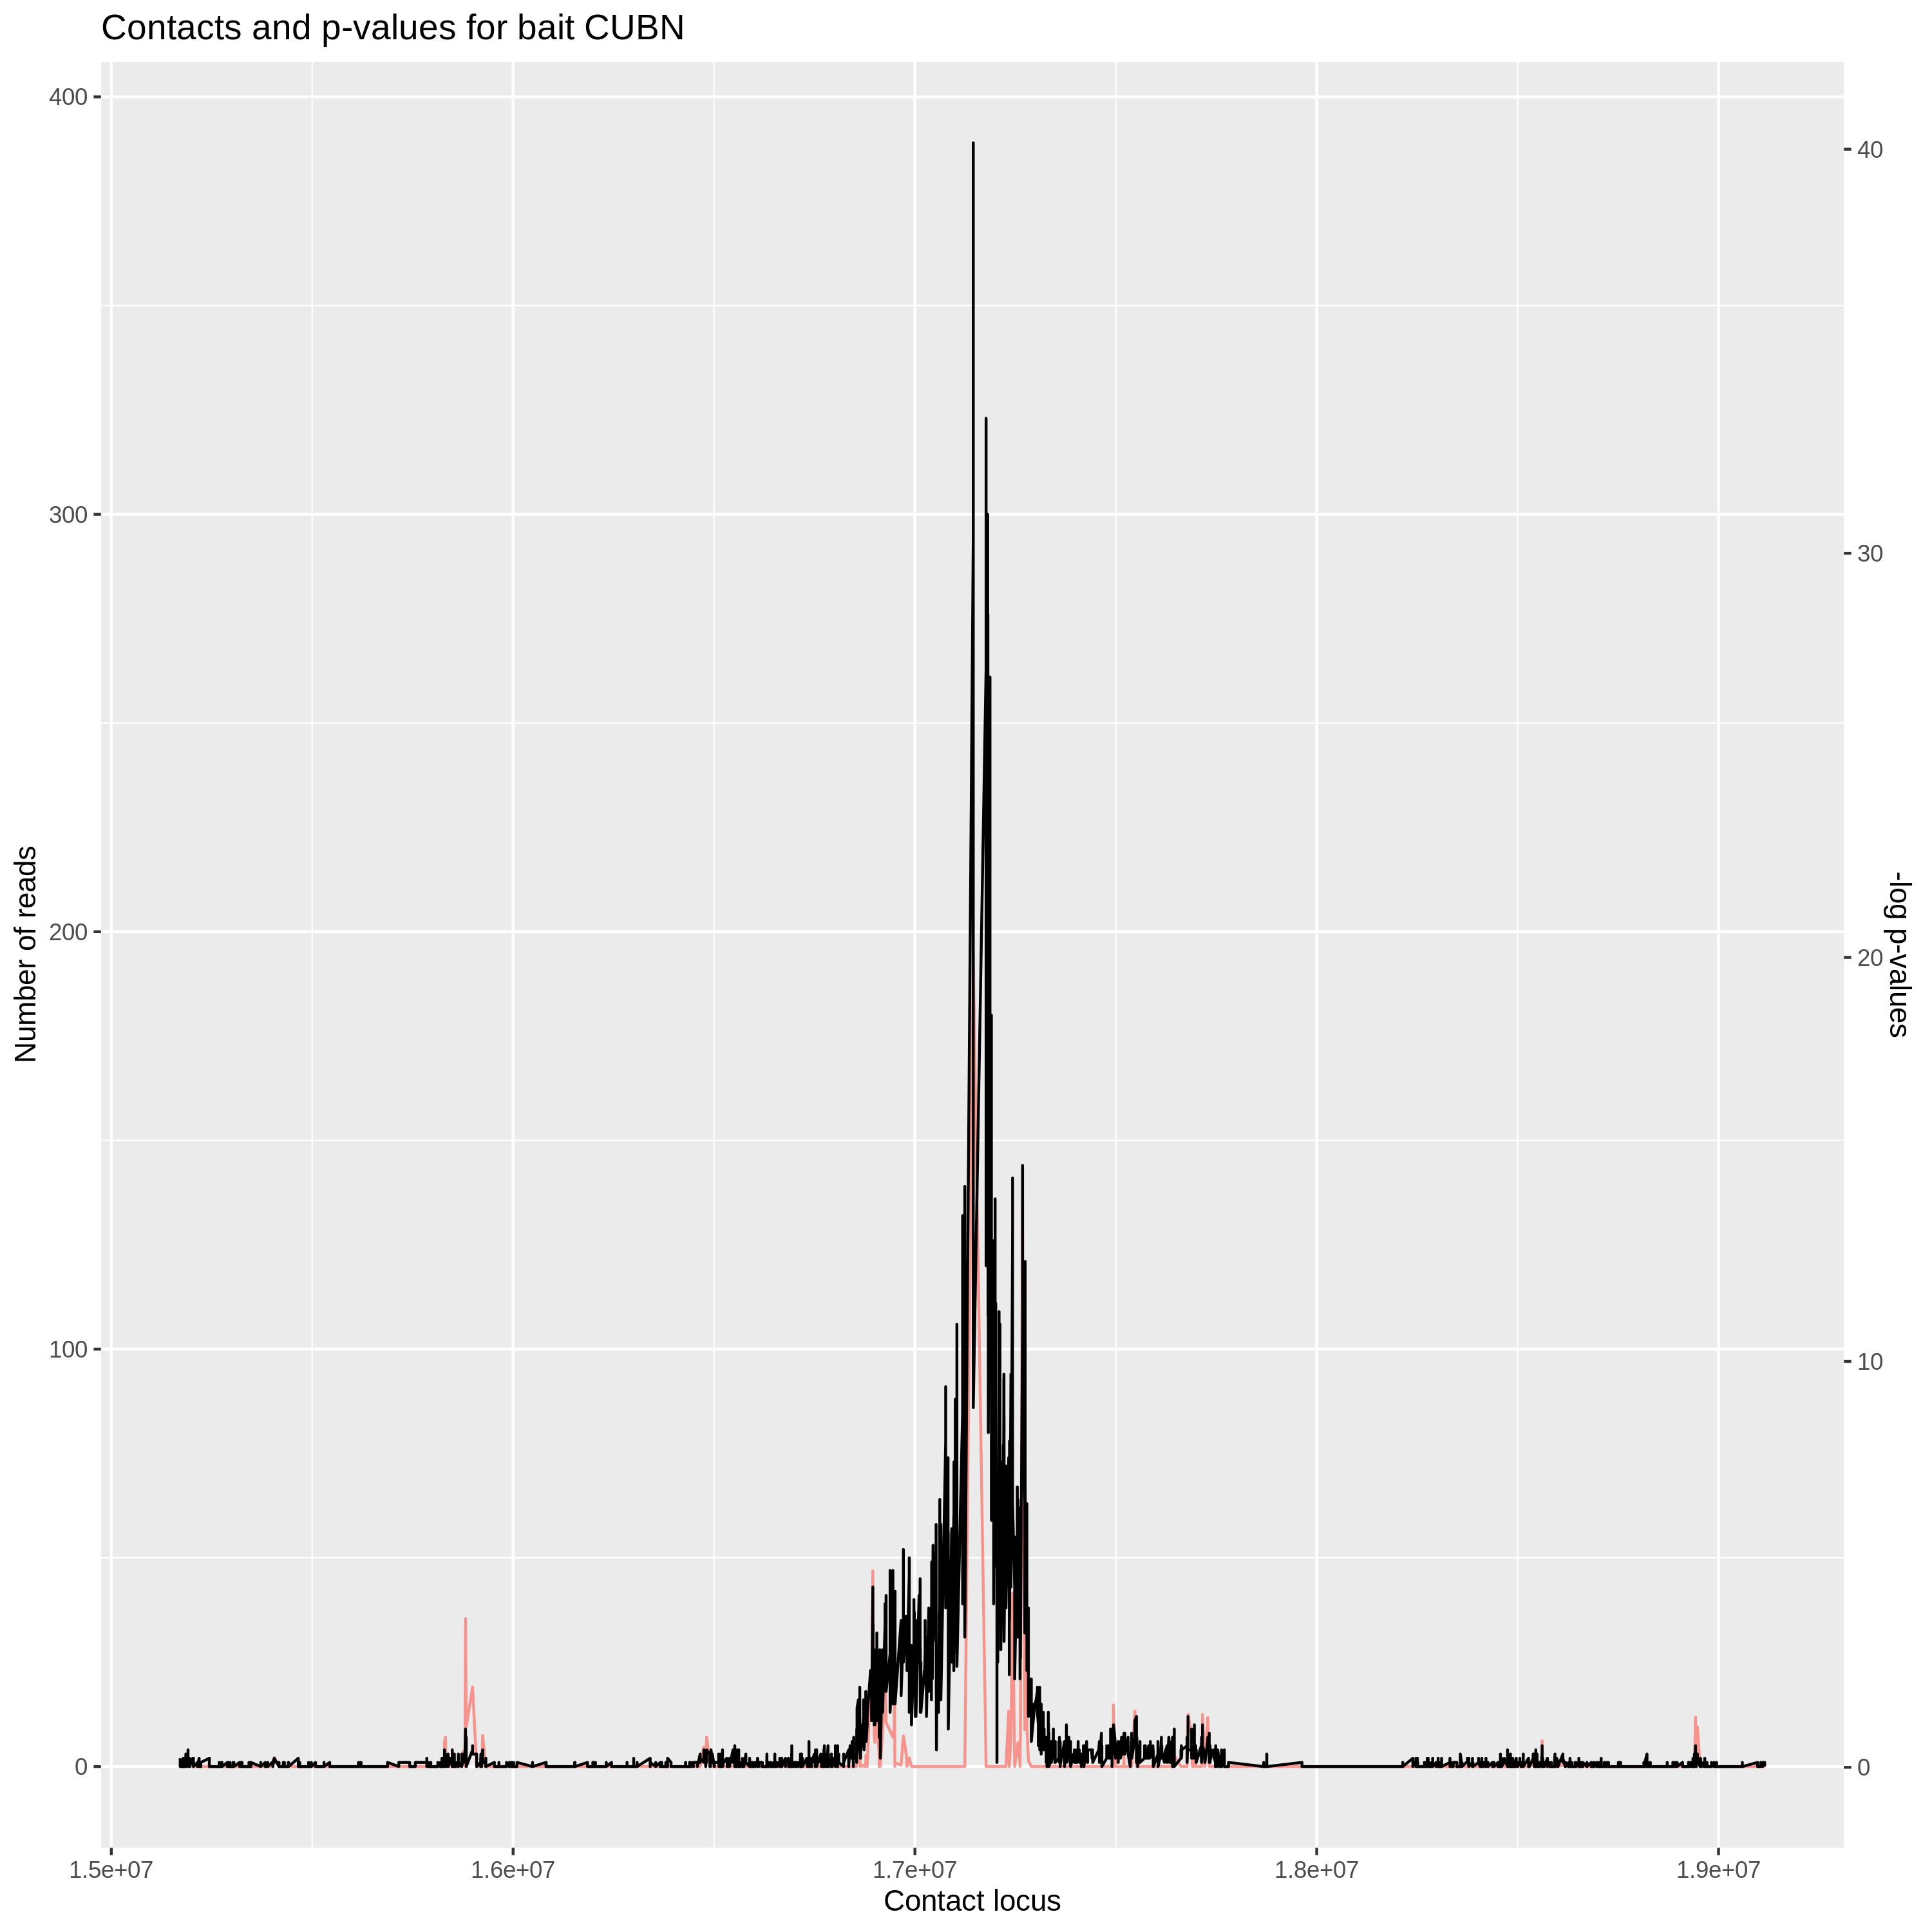 Contacts and p-values for bait CUBN
400
300
200
100
0
Number of reads
40
30
20
10
0
-log p-values
1.5e+07 1.6e+07 1.7e+07 1.8e+07 1.9e+07
Contact locus